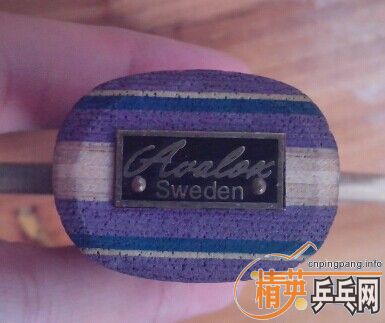 Avalox
Sweden
cnpingpang.info
精英乒乓网